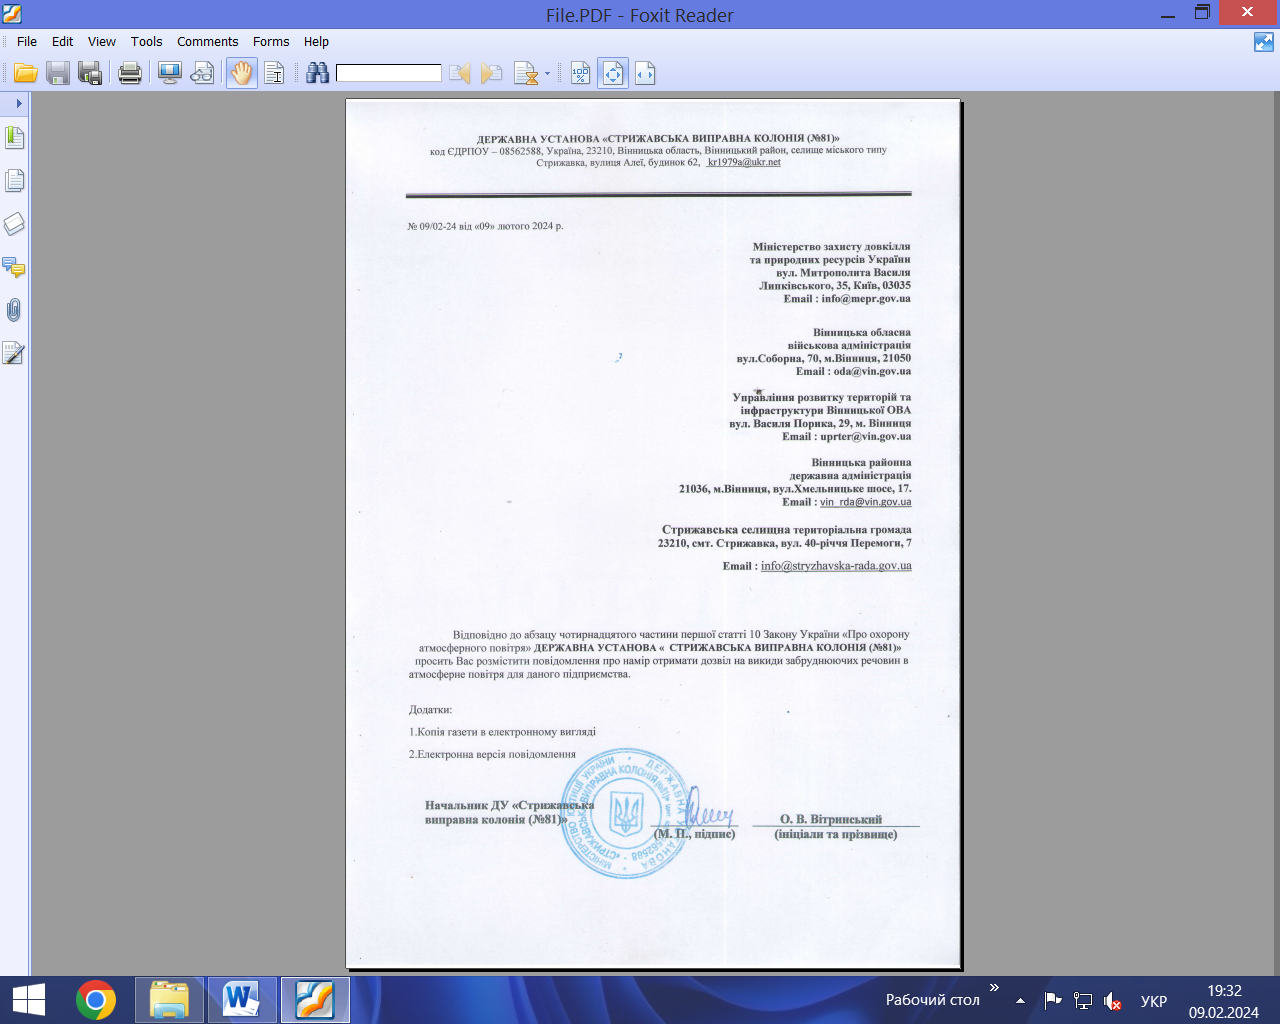 File.PDF - Foxit Reader
File Edit View Tools Comments Forms Help
ДЕРЖАВНА УСТАНОВА «СТРИЖАВСЬКА ВИПРАВНА КОЛОНІЯ (№81)»
код ЄДРПОУ – 08562588, Україна, 23210, Вінницька область, Вінницький район, селище міського типу
Стрижавка, вулиця Алеї, будинок 62, kr1979a@ukr.net
№ 09/02-24 від «09» лютого 2024 р.
Міністерство захисту довкілля
та природних ресурсів України
вул. Митрополита Василя
Липківського, 35, Київ, 03035
Email : info@mepr.gov.ua
Вінницька обласна
військова адміністрація
вул.Соборна, 70, м.Вінниця, 21050
Email : oda@vin.gov.ua
Управління розвитку територій та
інфраструктури Вінницької ОВА
вул. Василя Порика, 29, м. Вінниця
Email : uprter@vin.gov.ua
Вінницька районна
державна адміністрація
21036, м.Вінниця, вул.Хмельницьке шосе, 17.
Email : vin_rda@vin.gov.ua
Стрижавська селищна територіальна громада
23210, смт. Стрижавка, вул. 40-річчя Перемоги, 7
Email : info@stryzhavska-rada.gov.ua
Відповідно до абзацу чотирнадцятого частини першої статті 10 Закону України «Про охорону
атмосферного повітря» ДЕРЖАВНА УСТАНОВА « СТРИЖАВСЬКА ВИПРАВНА КОЛОНІЯ (№81)»
просить Вас розмістити повідомлення про намір отримати дозвіл на викиди забруднюючих речовин в
атмосферне повітря для даного підприємства.
Додатки:
1.Копія газети в електронному вигляді
2.Електронна версія повідомлення
Начальник ДУ «Стрижавська
виправна колонія (№81)»
О. В. Вітринський
(М. П., підпис) (ініціали та прізвище)
МІНІСТЕРСТВО ЮСТИЦІЇ УКРАЇНИ * ДЕРЖАВНА УСТАНОВА
«СТРИЖАВСЬКА ВИПРАВНА КОЛОНІЯ (№81)»
Рабочий стол
УКР
19:32
09.02.2024